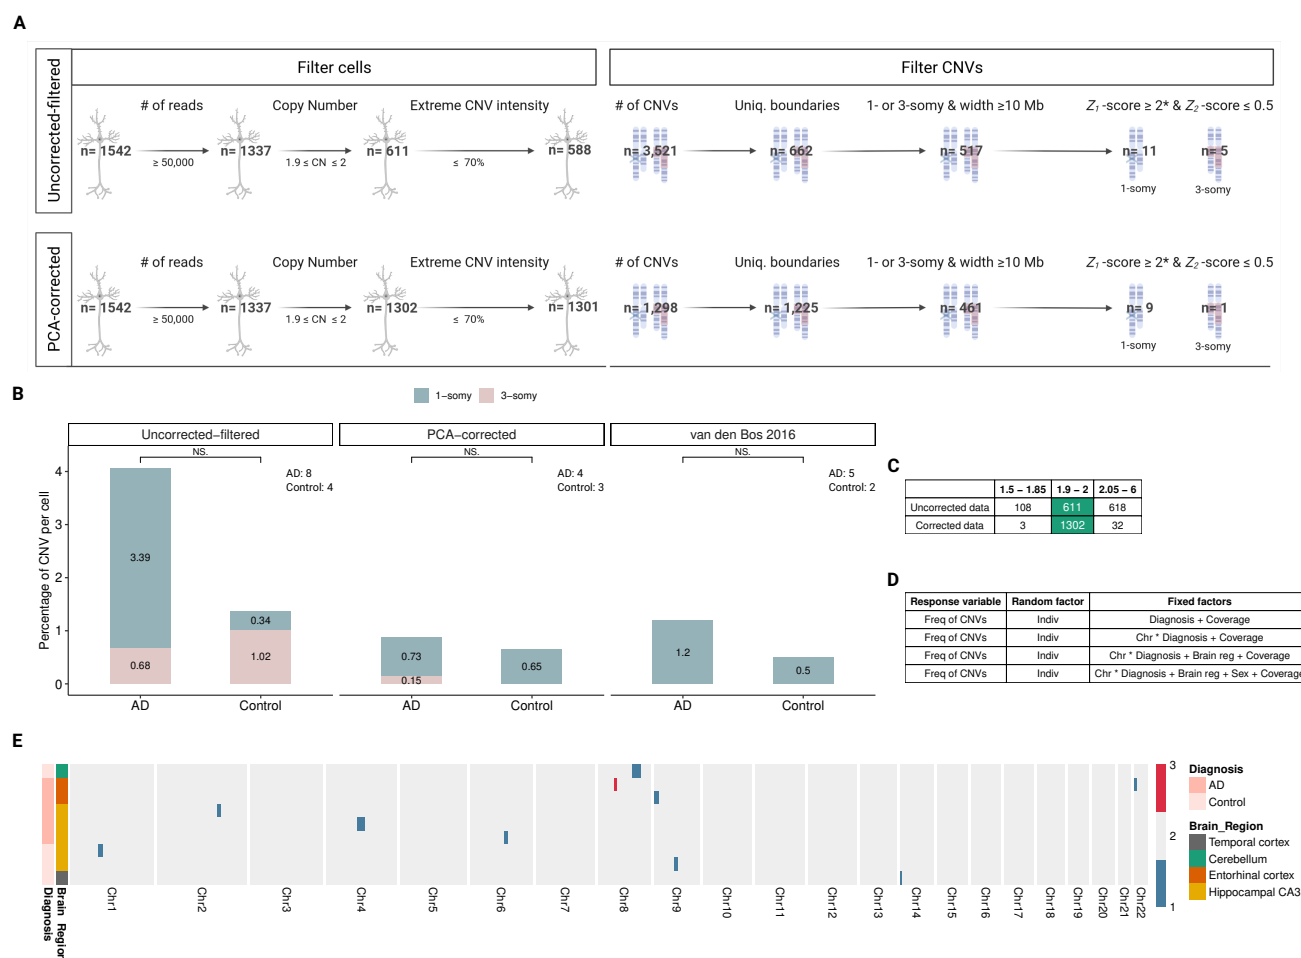 A
Uncorrected-filtered
Filter cells
Filter CNVs
# of reads
Copy Number
Extreme CNV intensity
# of CNVs
Uniq. boundaries
1- or 3-somy & width ≥10 Mb
Z1-score ≥ 2* & Z2-score ≤ 0.5
n= 1542
≥ 50,000
n= 1337
1.9 ≤ CN ≤ 2
n= 611
≤ 70%
n= 588
n= 3,521
n= 662
n= 517
n= 11
n= 5
1-somy
3-somy
PCA-corrected
# of reads
Copy Number
Extreme CNV intensity
# of CNVs
Uniq. boundaries
1- or 3-somy & width ≥10 Mb
Z1-score ≥ 2* & Z2-score ≤ 0.5
n= 1542
≥ 50,000
n= 1337
1.9 ≤ CN ≤ 2
n= 1302
≤ 70%
n= 1301
n= 1,298
n= 1,225
n= 461
n= 9
n= 1
1-somy
3-somy
B
1−somy
3−somy
Percentage of CNV per cell
4
3
2
1
0
Uncorrected−filtered
NS.
AD: 8
Control: 4
3.39
0.68
0.34
1.02
AD
Control
PCA−corrected
NS.
AD: 4
Control: 3
0.73
0.15
0.65
AD
Control
van den Bos 2016
NS.
AD: 5
Control: 2
1.2
0.5
AD
Control
C
1.5 − 1.85 1.9 − 2 2.05 − 6
Uncorrected data 108 611 618
Corrected data 3 1302 32
D
Response variable Random factor Fixed factors
Freq of CNVs Indiv Diagnosis + Coverage
Freq of CNVs Indiv Chr * Diagnosis + Coverage
Freq of CNVs Indiv Chr * Diagnosis + Brain reg + Coverage
Freq of CNVs Indiv Chr * Diagnosis + Brain reg + Sex + Coverage
E
Diagnosis
Brain_Region
Chr1
Chr2
Chr3
Chr4
Chr5
Chr6
Chr7
Chr8
Chr9
Chr10
Chr11
Chr12
Chr13
Chr14
Chr15
Chr16
Chr17
Chr18
Chr19
Chr20
Chr21
Chr22
3
2
1
Diagnosis
AD
Control
Brain_Region
Temporal cortex
Cerebellum
Entorhinal cortex
Hippocampal CA3